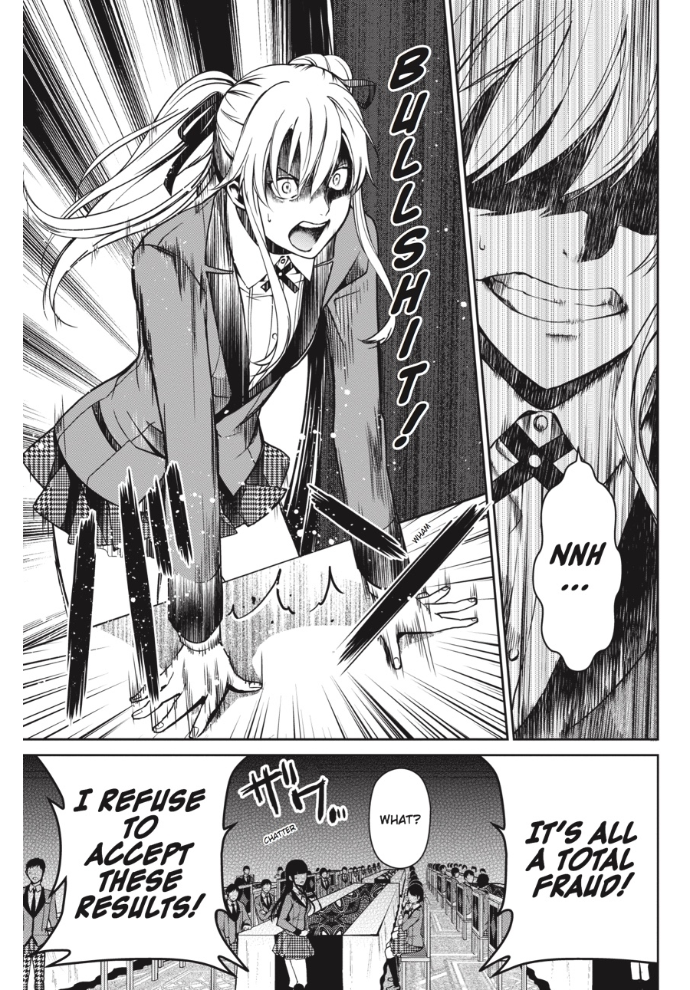 NNH
...
BULLSHIT!
WHAM
IT'S ALL
A TOTAL
FRAUD!
WHAT?
ザワ
CHATTER
I REFUSE
TO
ACCEPT
THESE
RESULTS!